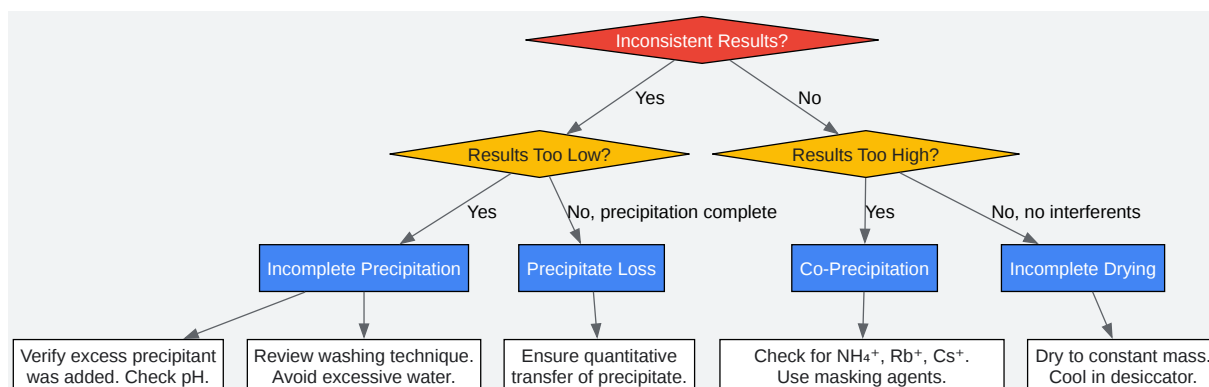 Inconsistent Results?
Yes
No
Results Too Low?
Results Too High?
Yes
No, precipitation complete
Yes
No, no interferents
Incomplete Precipitation
Precipitate Loss
Co-Precipitation
Incomplete Drying
Verify excess precipitant
was added. Check pH.
Review washing technique.
Avoid excessive water.
Ensure quantitative
transfer of precipitate.
Check for NH₄⁺, Rb⁺, Cs⁺.
Use masking agents.
Dry to constant mass.
Cool in desiccator.